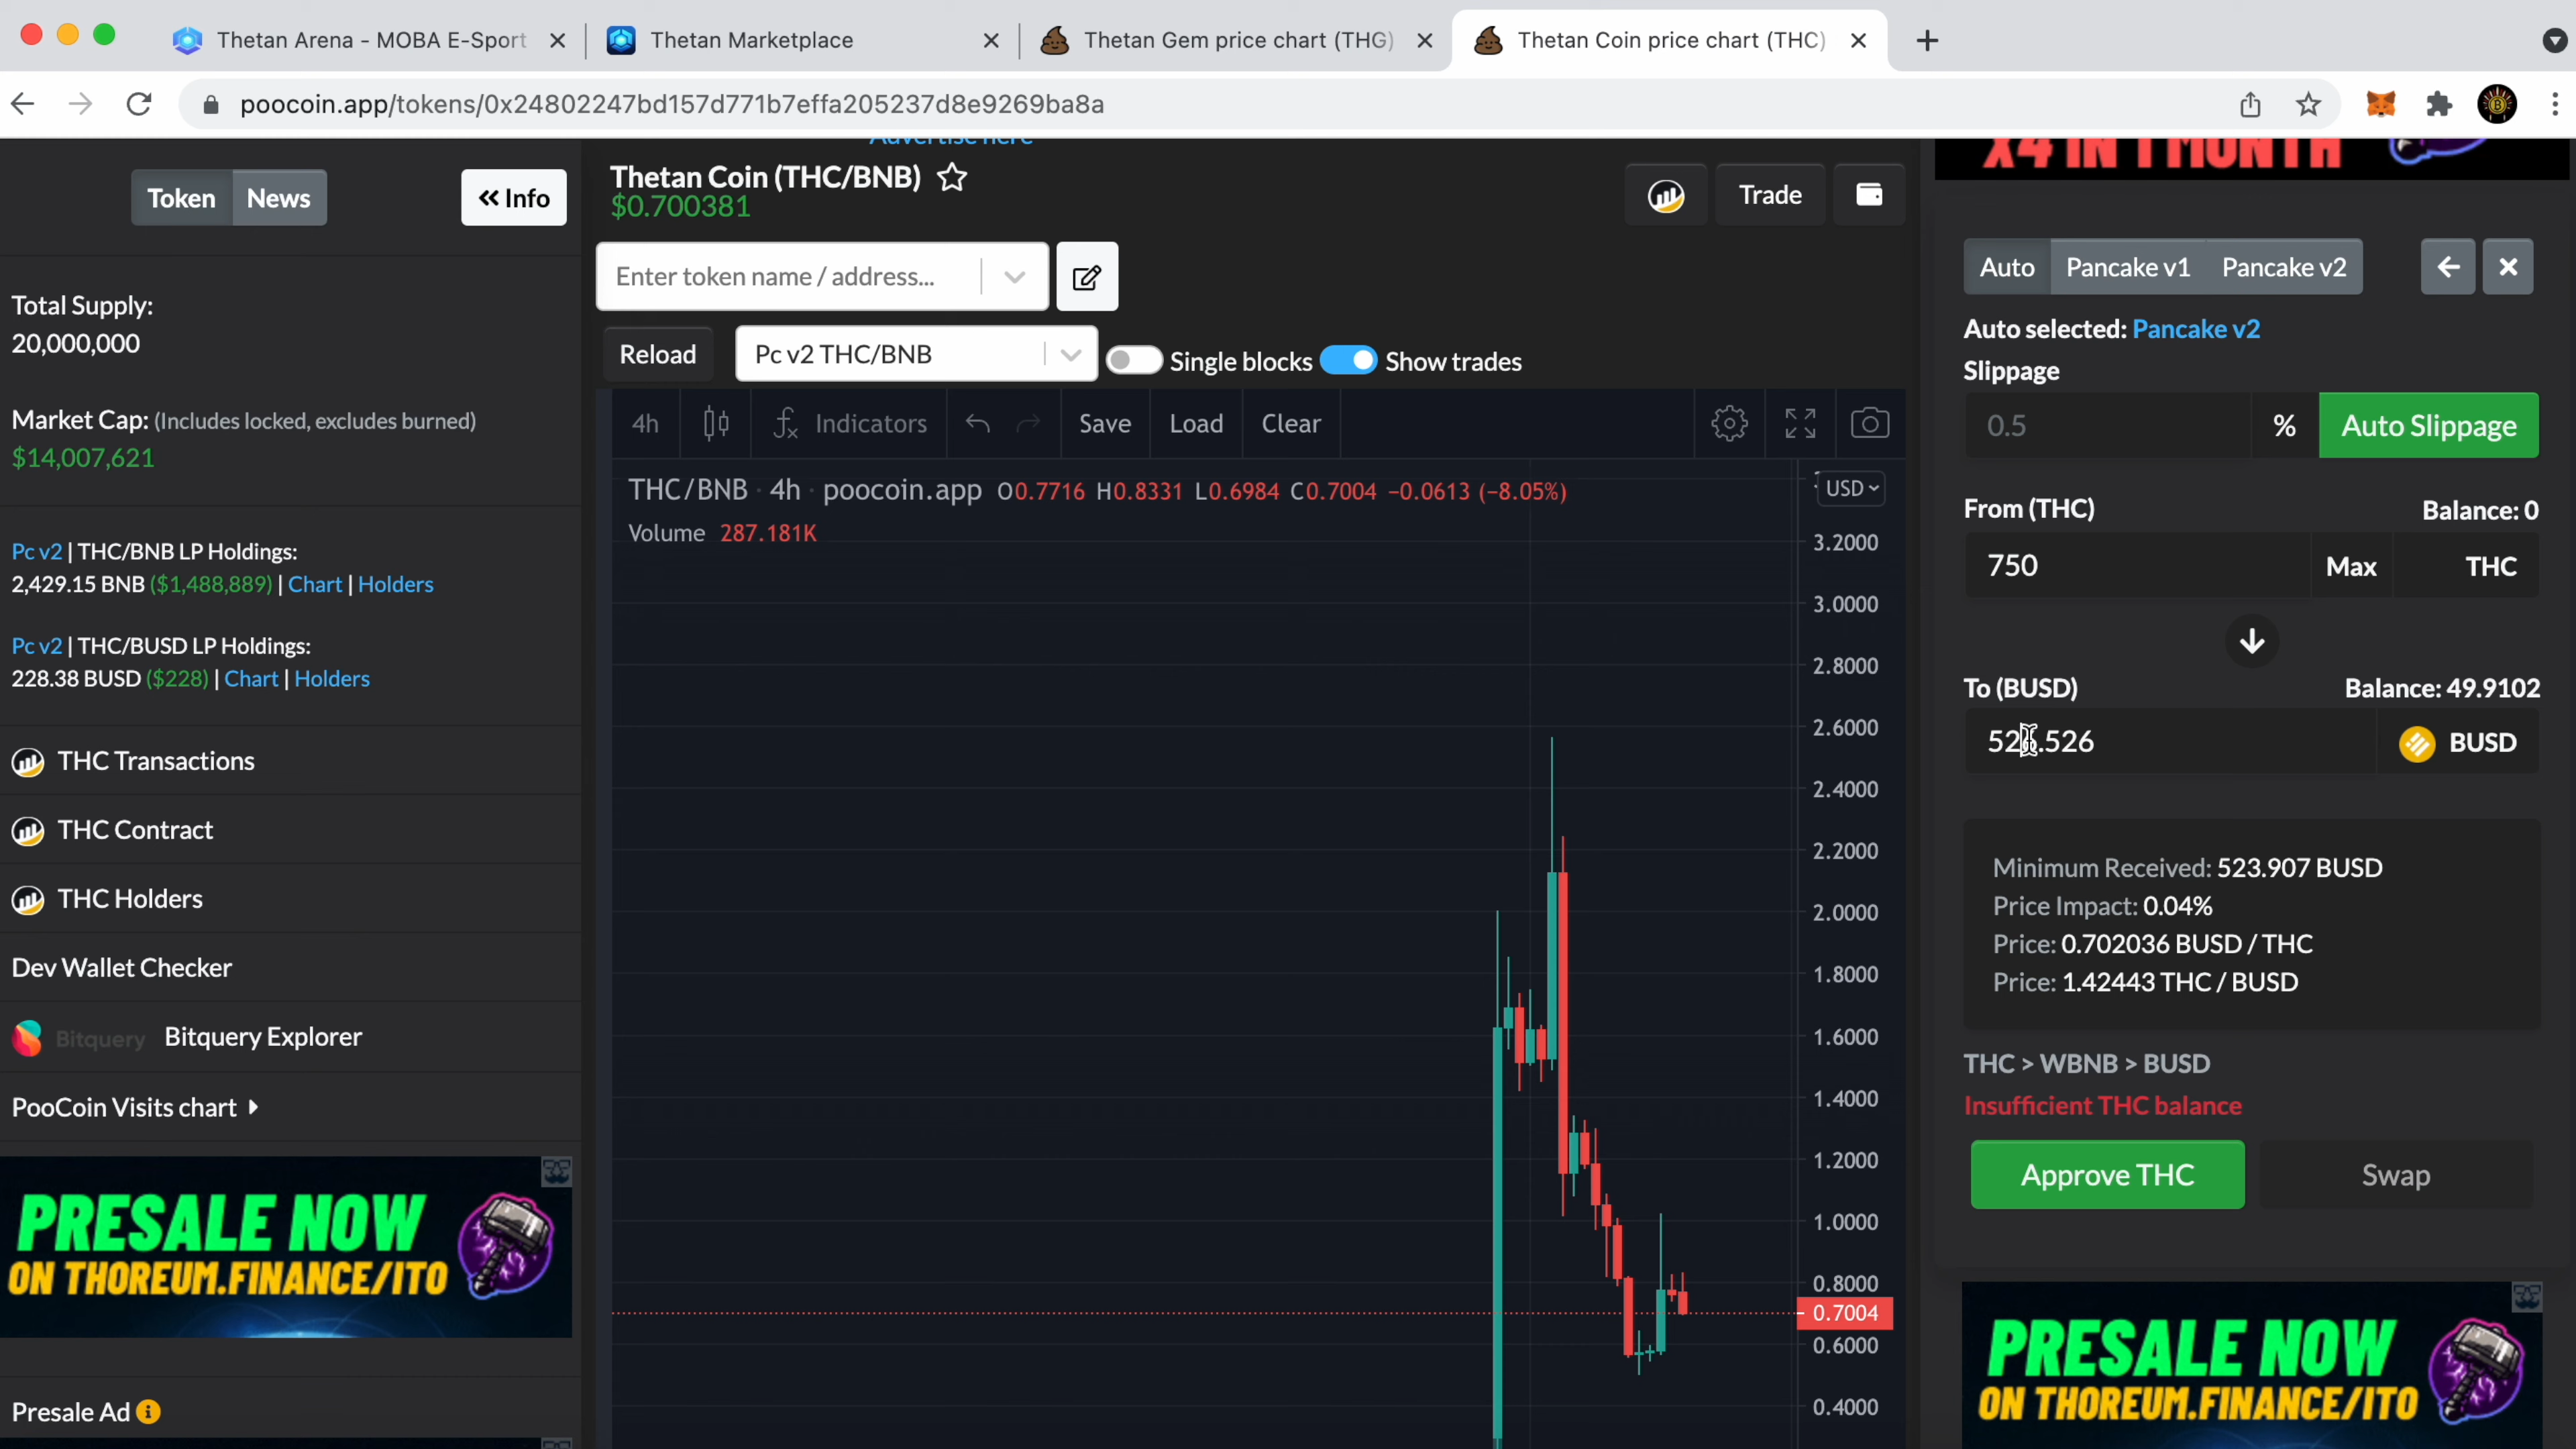 Thetan Arena - MOBA E-Sport
Thetan Marketplace
Thetan Gem price chart (THG)
Thetan Coin price chart (THC)
poocoin.app/tokens/0x24802247bd157d771b7effa205237d8e9269ba8a
Token
News
Info
Total Supply:
20,000,000
Market Cap: (Includes locked, excludes burned)
$14,007,621
Pc v2 | THC/BNB LP Holdings:
2,429.15 BNB ($1,488,889) | Chart | Holders
Pc v2 | THC/BUSD LP Holdings:
228.38 BUSD ($228) | Chart | Holders
THC Transactions
THC Contract
THC Holders
Dev Wallet Checker
Bitquery Bitquery Explorer
PooCoin Visits chart
PRESALE NOW
ON THOREUM.FINANCE/ITO
Presale Ad
Advertise here
Thetan Coin (THC/BNB)
$0.700381
Trade
Enter token name / address...
Reload
Pc v2 THC/BNB
Single blocks
Show trades
4h
Indicators
Save
Load
Clear
THC/BNB · 4h · poocoin.app O0.7716 H0.8331 L0.6984 C0.7004 −0.0613 (−8.05%)
Volume 287.181K
USD
3.2000
3.0000
2.8000
2.6000
2.4000
2.2000
2.0000
1.8000
1.6000
1.4000
1.2000
1.0000
0.8000
0.7004
0.6000
0.4000
X4 IN 1 MONTH
Auto
Pancake v1
Pancake v2
Auto selected: Pancake v2
Slippage
0.5
%
Auto Slippage
From (THC)
Balance: 0
750
Max
THC
To (BUSD)
Balance: 49.9102
BUSD
Minimum Received: 523.907 BUSD
Price Impact: 0.04%
Price: 0.702036 BUSD / THC
Price: 1.42443 THC / BUSD
THC > WBNB > BUSD
Insufficient THC balance
Approve THC
Swap
PRESALE NOW
ON THOREUM.FINANCE/ITO